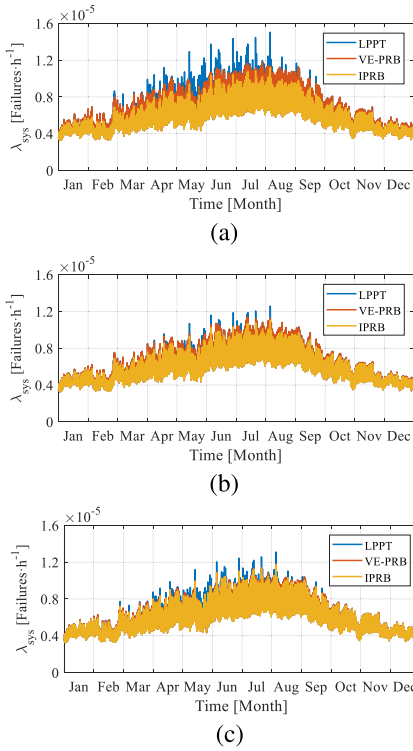 ×10⁻⁵
1.6
1.2
0.8
0.4
0
λsys [Failures·h⁻¹]
LPPT
VE-PRB
IPRB
Jan Feb Mar Apr May Jun Jul Aug Sep Oct Nov Dec
Time [Month]
(a)
×10⁻⁵
1.6
1.2
0.8
0.4
0
λsys [Failures·h⁻¹]
LPPT
VE-PRB
IPRB
Jan Feb Mar Apr May Jun Jul Aug Sep Oct Nov Dec
Time [Month]
(b)
×10⁻⁵
1.6
1.2
0.8
0.4
0
λsys [Failures·h⁻¹]
LPPT
VE-PRB
IPRB
Jan Feb Mar Apr May Jun Jul Aug Sep Oct Nov Dec
Time [Month]
(c)